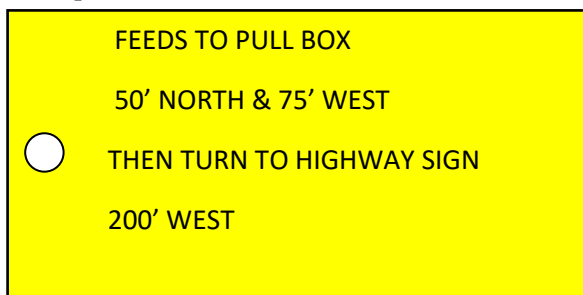 FEEDS TO PULL BOX
50’ NORTH & 75’ WEST
THEN TURN TO HIGHWAY SIGN
200’ WEST